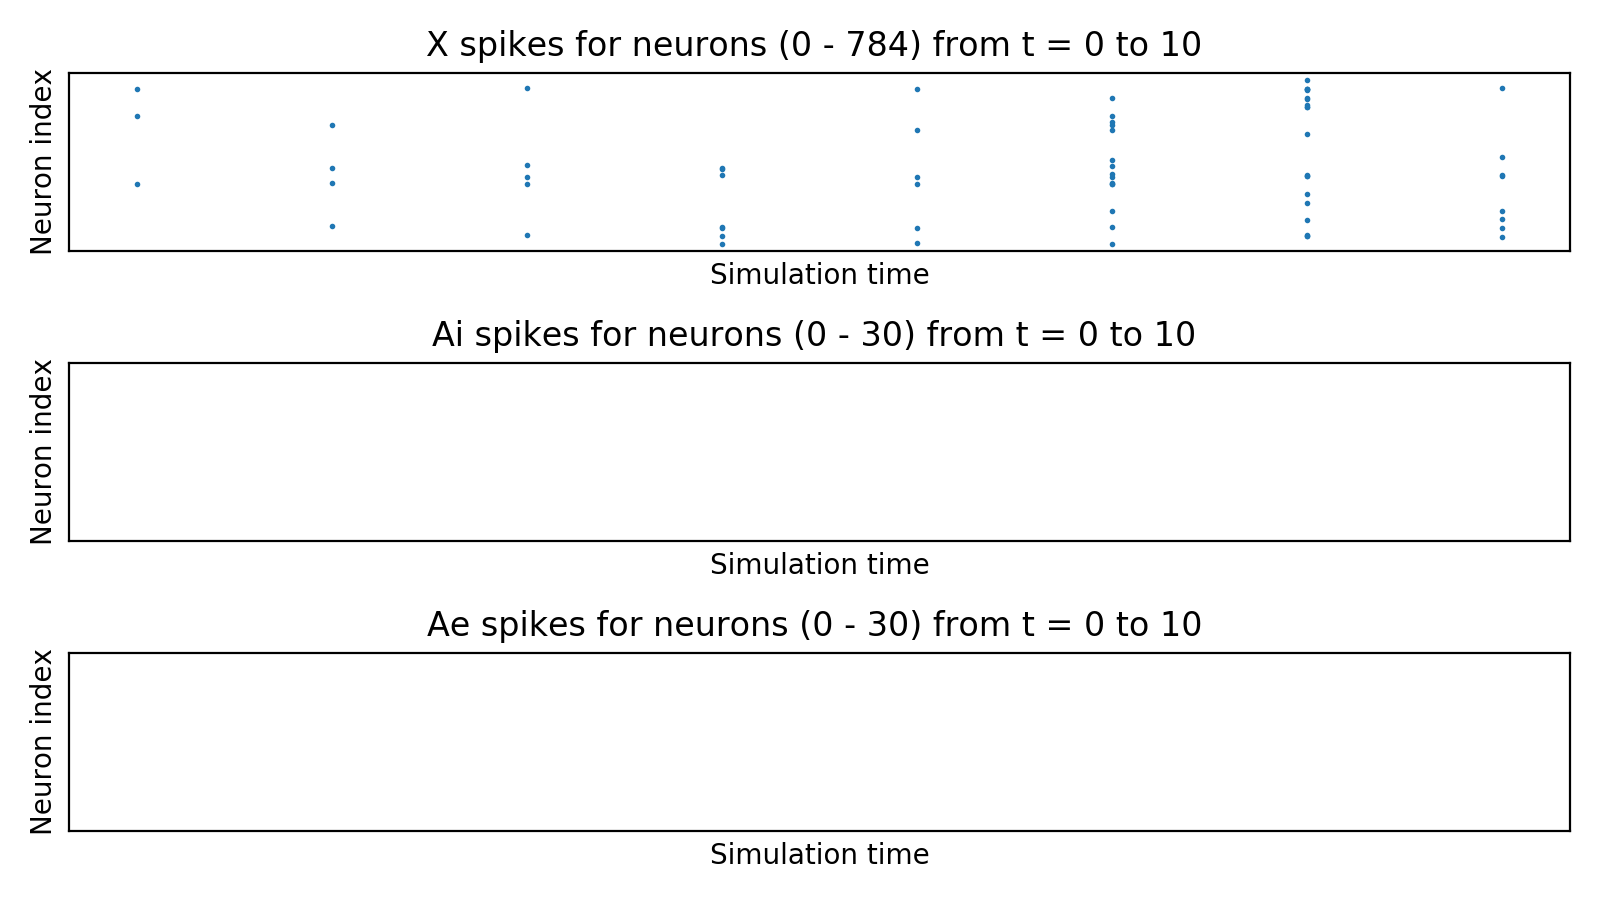 X spikes for neurons (0 - 784) from t = 0 to 10
Neuron index
Simulation time
Ai spikes for neurons (0 - 30) from t = 0 to 10
Neuron index
Simulation time
Ae spikes for neurons (0 - 30) from t = 0 to 10
Neuron index
Simulation time